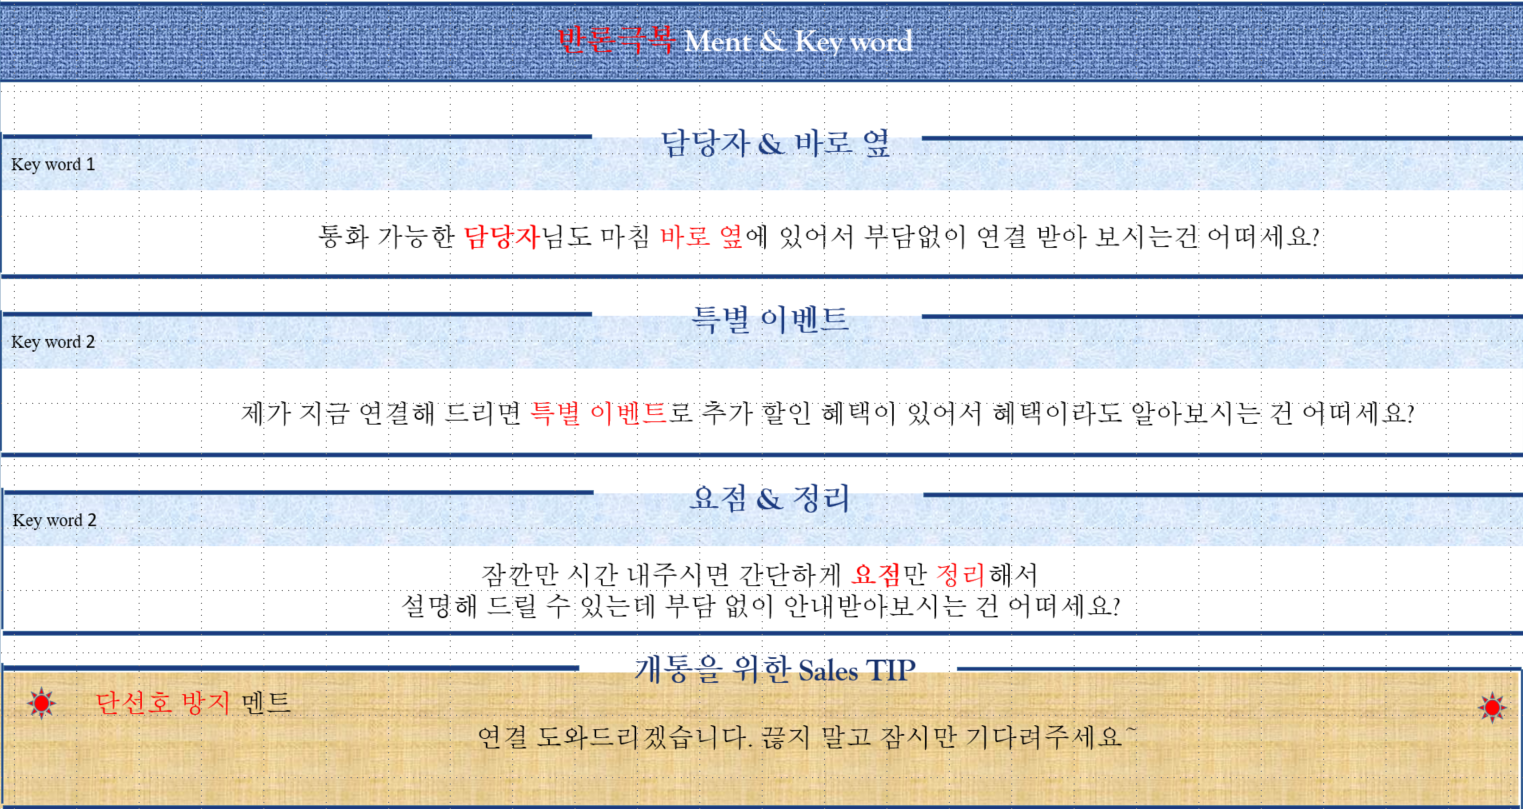 반론극복 Ment & Key word
담당자 & 바로 옆
Key word 1
통화 가능한 담당자님도 마침 바로 옆에 있어서 부담없이 연결 받아 보시는건 어떠세요?
특별 이벤트
Key word 2
제가 지금 연결해 드리면 특별 이벤트로 추가 할인 혜택이 있어서 혜택이라도 알아보시는 건 어떠세요?
요점 & 정리
Key word 2
잠깐만 시간 내주시면 간단하게 요점만 정리해서
설명해 드릴 수 있는데 부담 없이 안내받아보시는 건 어떠세요?
개통을 위한 Sales TIP
단선호 방지 멘트
연결 도와드리겠습니다. 끊지 말고 잠시만 기다려주세요~